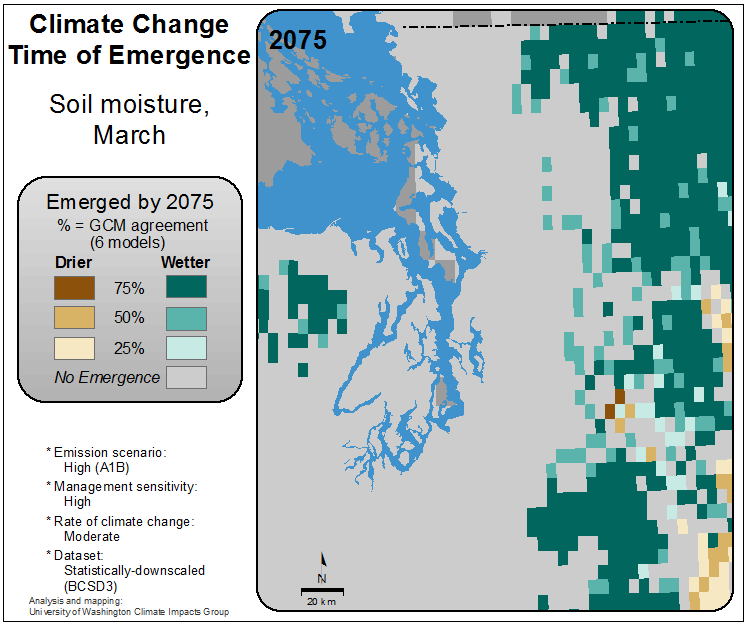 Climate Change
Time of Emergence
Soil moisture,
March
2075
Emerged by 2075
% = GCM agreement
(6 models)
Drier Wetter
75%
50%
25%
No Emergence
* Emission scenario:
High (A1B)
* Management sensitivity:
High
* Rate of climate change:
Moderate
* Dataset:
Statistically-downscaled
(BCSD3)
Analysis and mapping:
University of Washington Climate Impacts Group
N
20 km